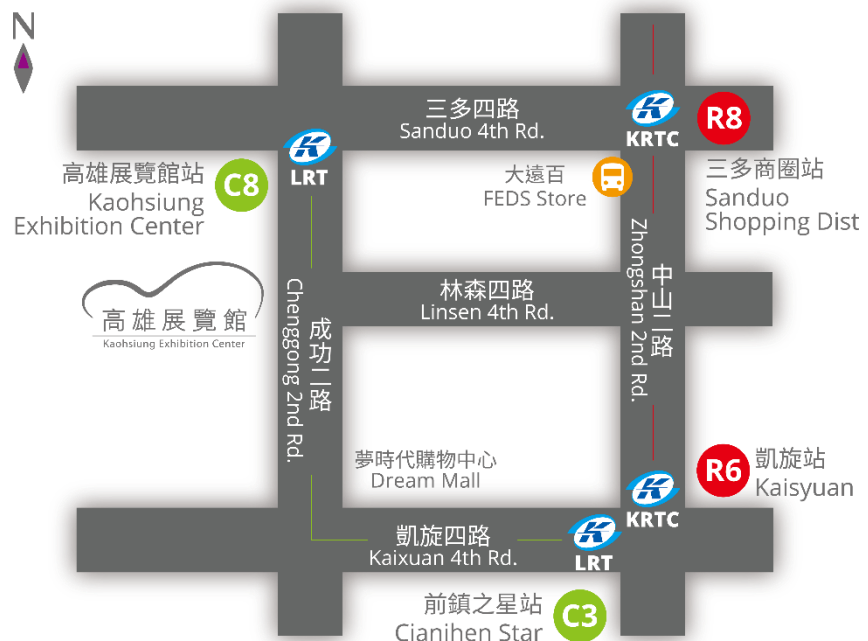 N
三多四路
Sanduo 4th Rd.
KRTC
R8
LRT
高雄展覽館站
Kaohsiung
Exhibition Center
C8
大遠百
FEDS Store
三多商圈站
Sanduo
Shopping Dist
高雄展覽館
Kaohsiung Exhibition Center
林森四路
Linsen 4th Rd.
成功二路
Chenggong 2nd Rd.
中山二路
Zhongshan 2nd Rd.
夢時代購物中心
Dream Mall
R6
凱旋站
Kaisyuan
KRTC
凱旋四路
Kaixuan 4th Rd.
LRT
前鎮之星站
Cianihen Star
C3